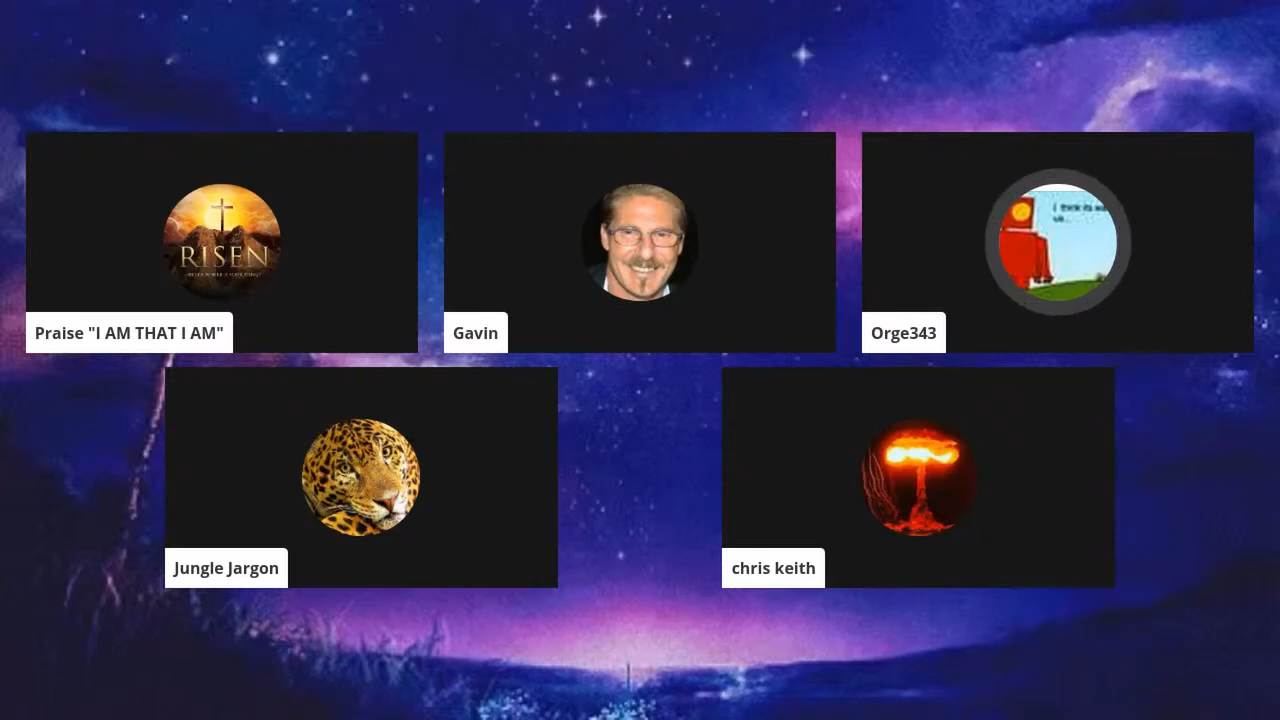 RISEN
Praise "I AM THAT I AM"
Gavin
Orge343
Jungle Jargon
chris keith